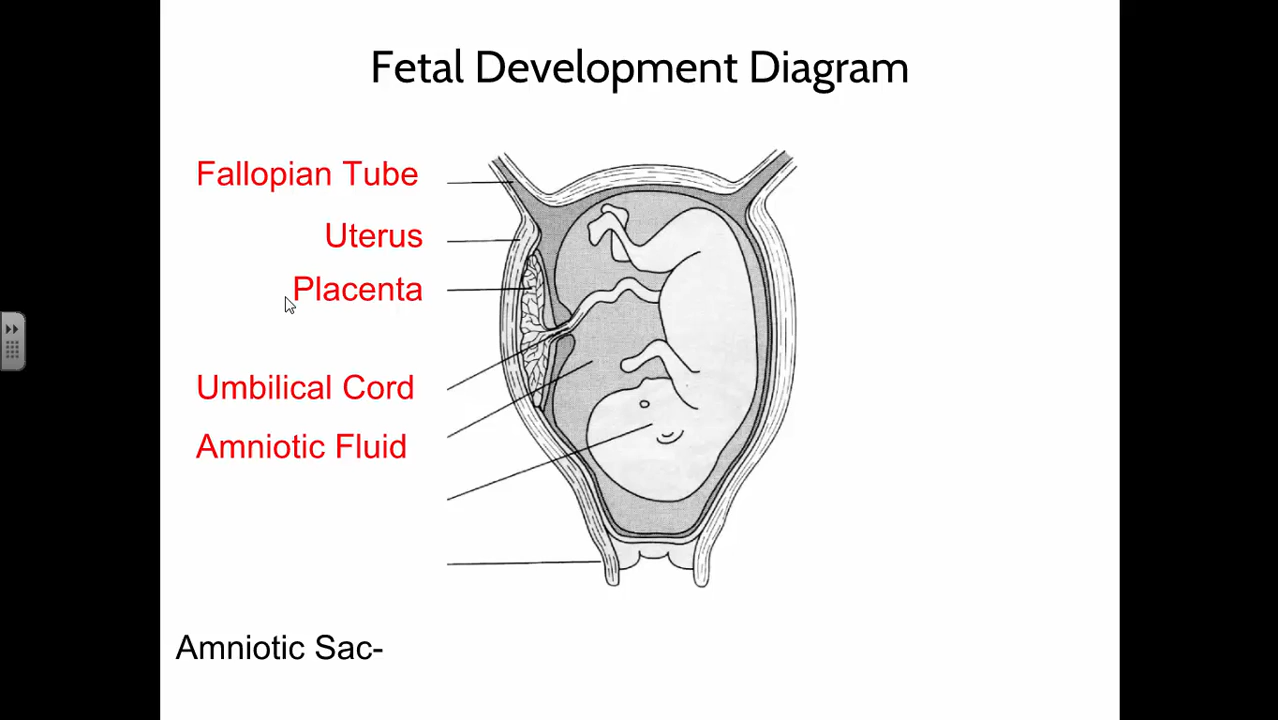 Fetal Development Diagram
Fallopian Tube
Uterus
Placenta
Umbilical Cord
Amniotic Fluid
Amniotic Sac-